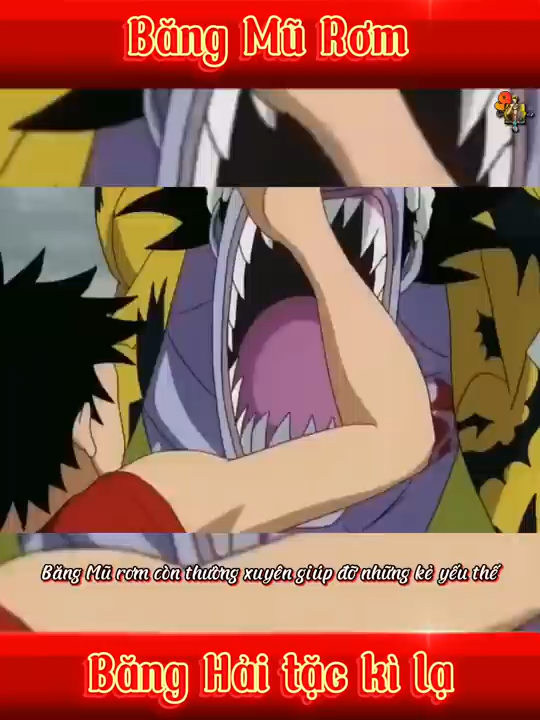 Băng Mũ Rơm
Băng Mũ rơm còn thường xuyên giúp đỡ những kẻ yếu thế
Băng Hải tặc kì lạ